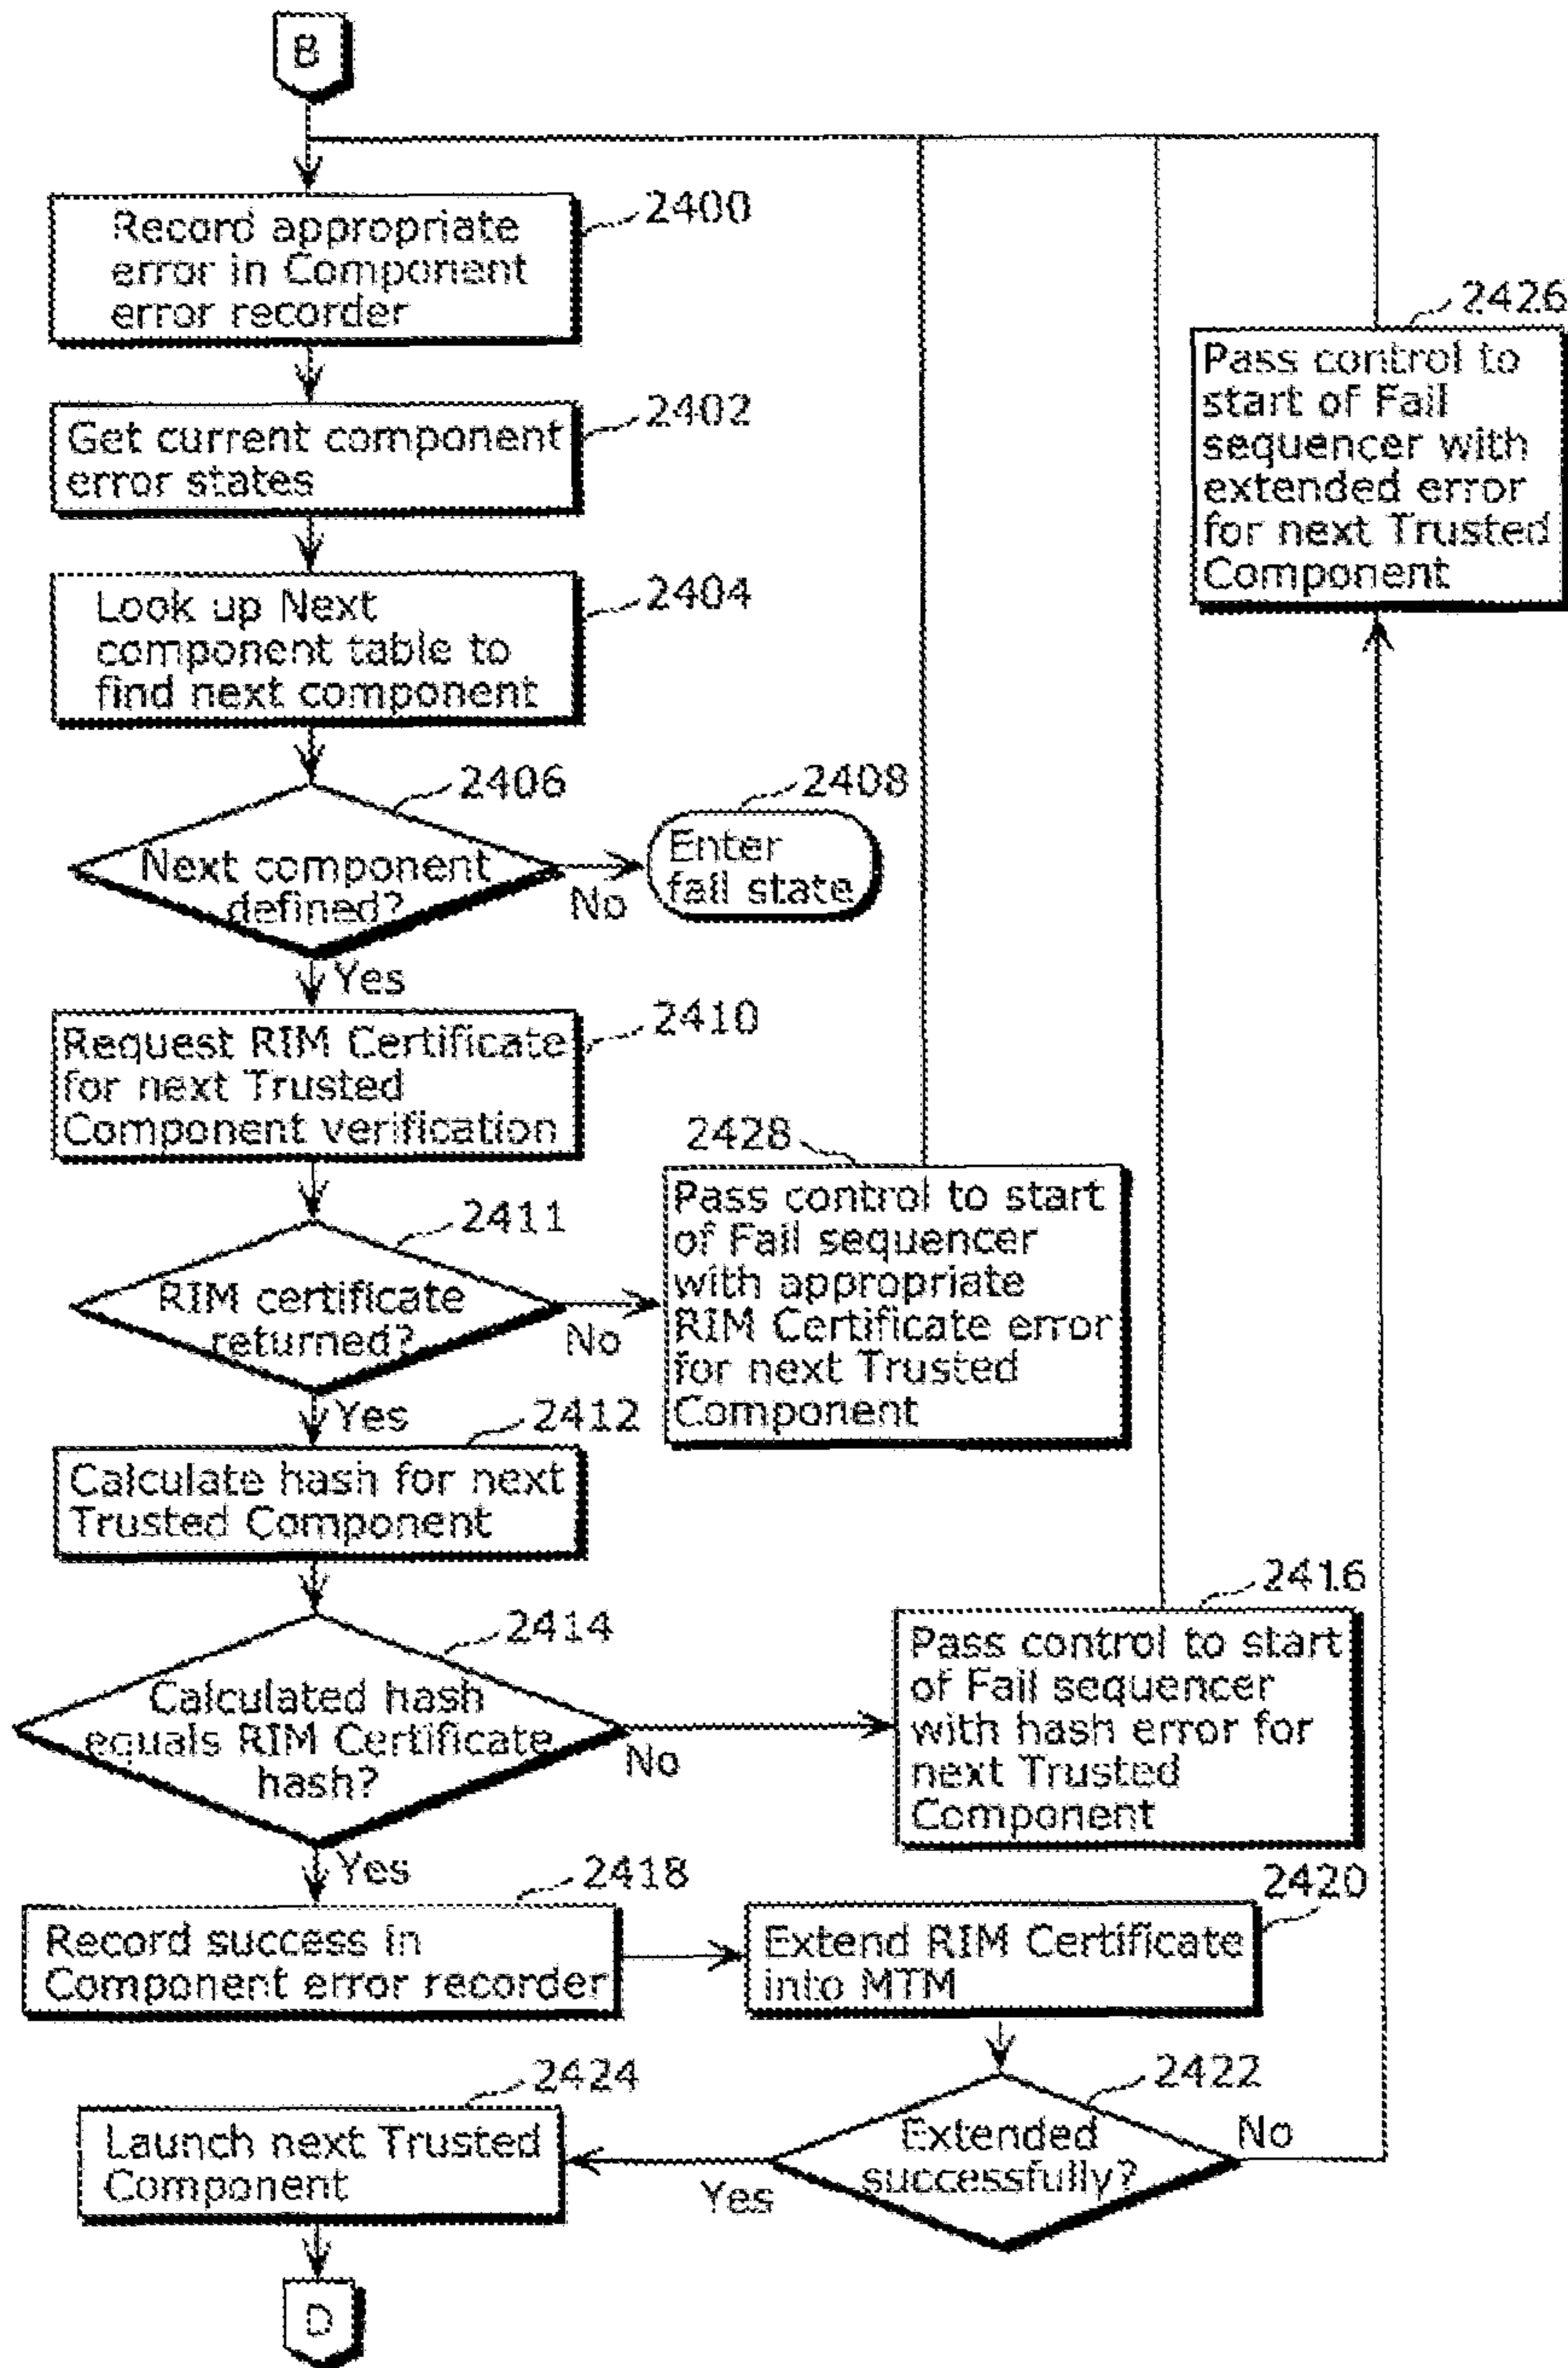 B
Record appropriate
error in Component
error recorder
2400
Get current component
error states
2402
Look up Next
component table to
find next component
2404
Next component
defined?
2406
No
Enter
fail state
2408
Yes
Request RIM Certificate
for next Trusted
Component verification
2410
RIM certificate
returned?
2411
No
Pass control to start
of Fail sequencer
with appropriate
RIM Certificate error
for next Trusted
Component
2428
Yes
Calculate hash for next
Trusted Component
2412
Calculated hash
equals RIM Certificate
hash?
2414
No
Pass control to start
of Fail sequencer
with hash error for
next Trusted
Component
2416
Yes
Record success in
Component error recorder
2418
Extend RIM Certificate
into MTM
2420
Extended
successfully?
2422
No
Pass control to
start of Fail
sequencer with
extended error
for next Trusted
Component
2426
Yes
Launch next Trusted
Component
2424
D